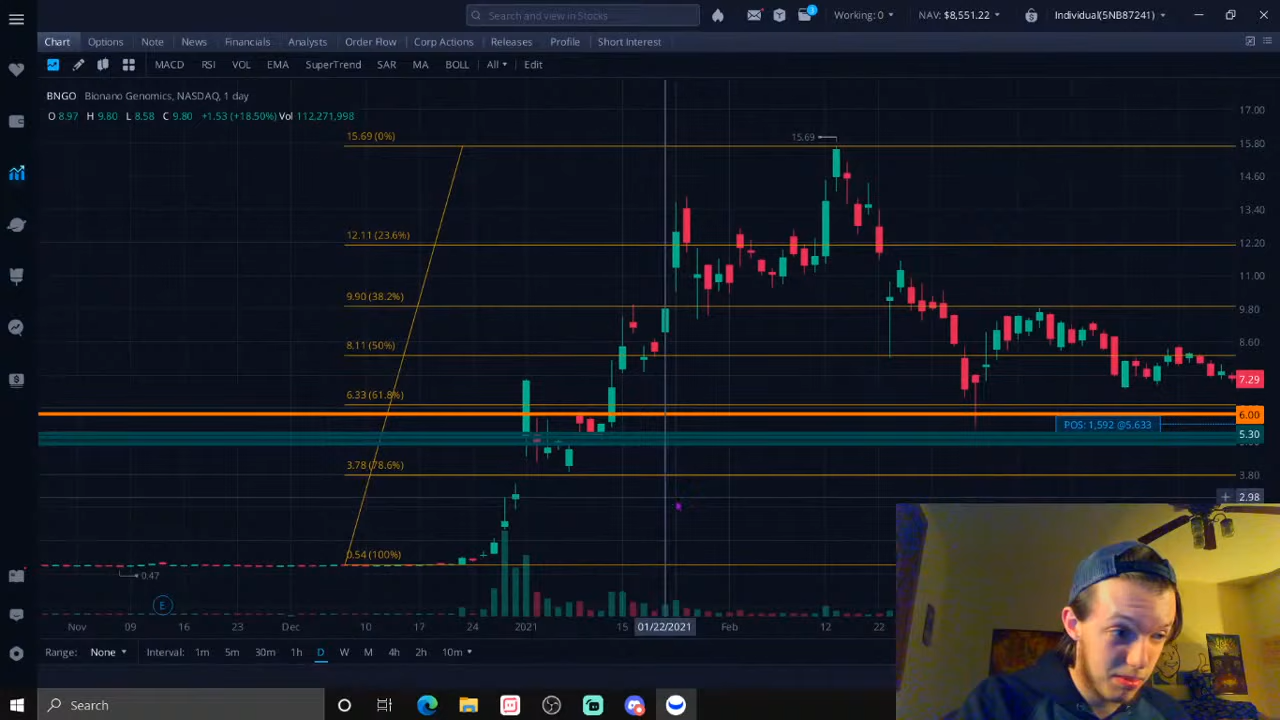 Search and view in Stocks
3
Working: 0
NAV: $8,551.22
Individual(5NB87241)
Chart
Options
Note
News
Financials
Analysts
Order Flow
Corp Actions
Releases
Profile
Short Interest
MACD
RSI
VOL
EMA
SuperTrend
SAR
MA
BOLL
All
Edit
BNGO Bionano Genomics, NASDAQ, 1 day
O 8.97 H 9.80 L 8.58 C 9.80 +1.53 (+18.50%) Vol 112,271,998
17.00
15.69 (0%)
15.69
15.80
14.60
13.40
12.11 (23.6%)
12.20
11.00
9.90 (38.2%)
9.80
8.60
8.11 (50%)
7.29
6.33 (61.8%)
6.00
POS: 1,592 @5.633
5.30
3.78 (78.6%)
3.80
2.98
0.54 (100%)
0.47
E
Nov 09 16 23 Dec 10 17 24 2021 15 01/22/2021 Feb 12 22
Range: None
Interval: 1m 5m 30m 1h D W M 4h 2h 10m
Search